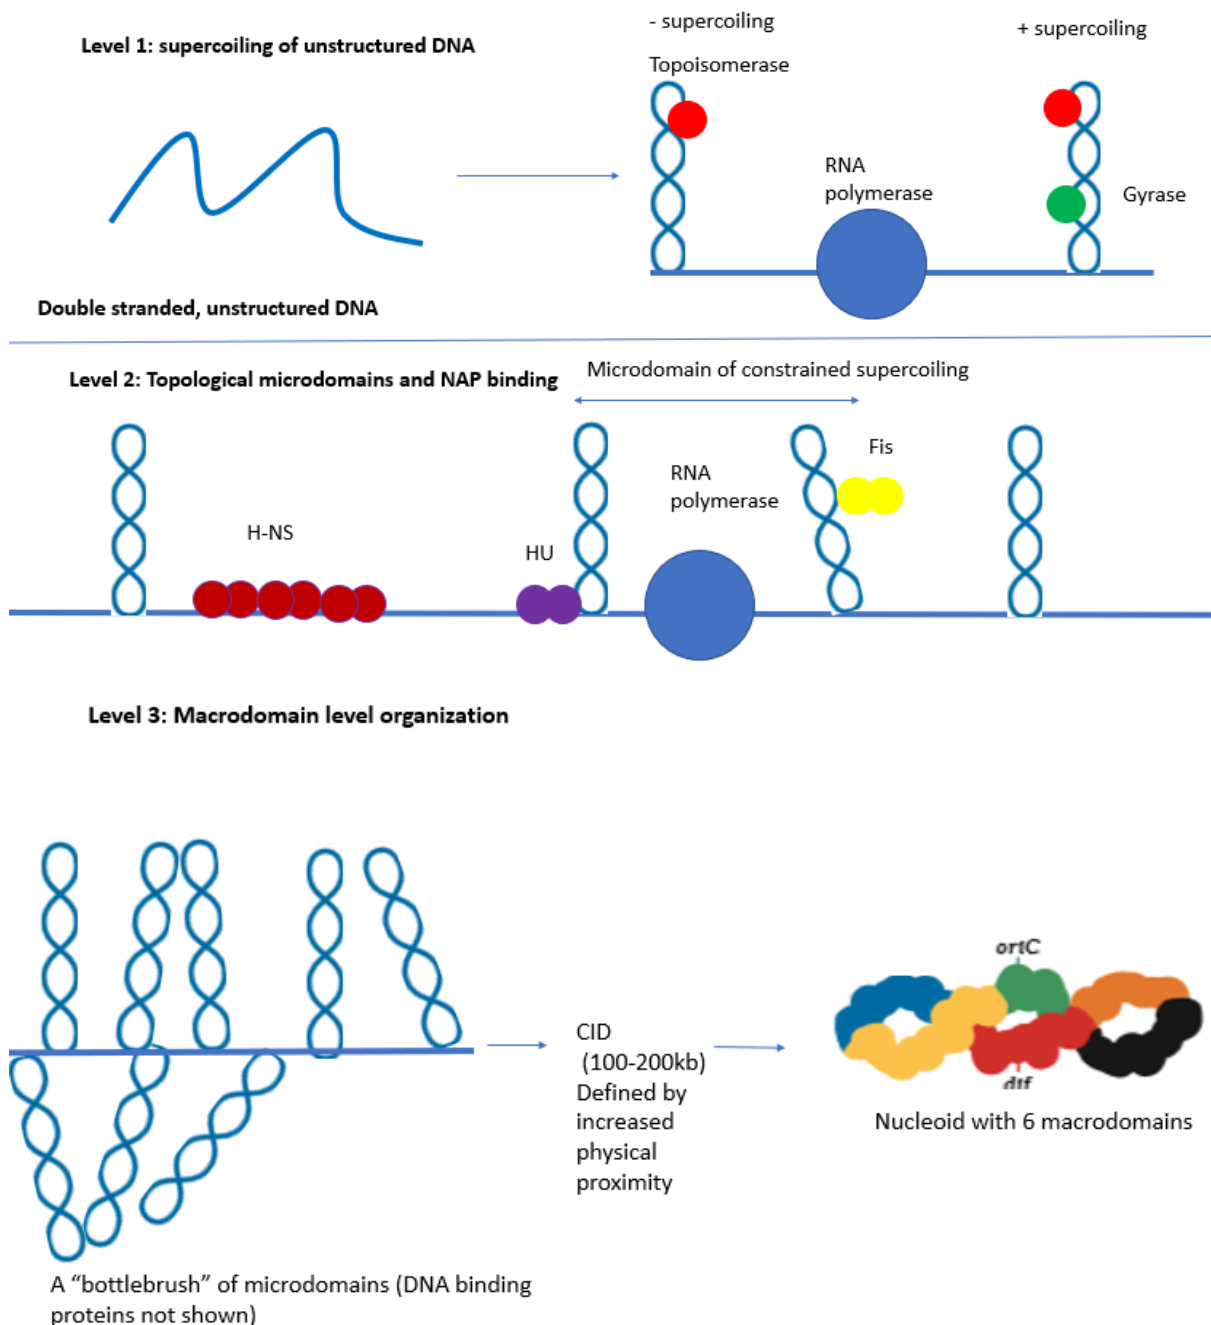 Level 1: supercoiling of unstructured DNA
- supercoiling
+ supercoiling
Topoisomerase
RNA
polymerase
Gyrase
Double stranded, unstructured DNA
Level 2: Topological microdomains and NAP binding
Microdomain of constrained supercoiling
Fis
RNA
polymerase
H-NS
HU
Level 3: Macrodomain level organization
ortC
CID
(100-200kb)
Defined by
increased
physical
proximity
dif
Nucleoid with 6 macrodomains
A “bottlebrush” of microdomains (DNA binding
proteins not shown)